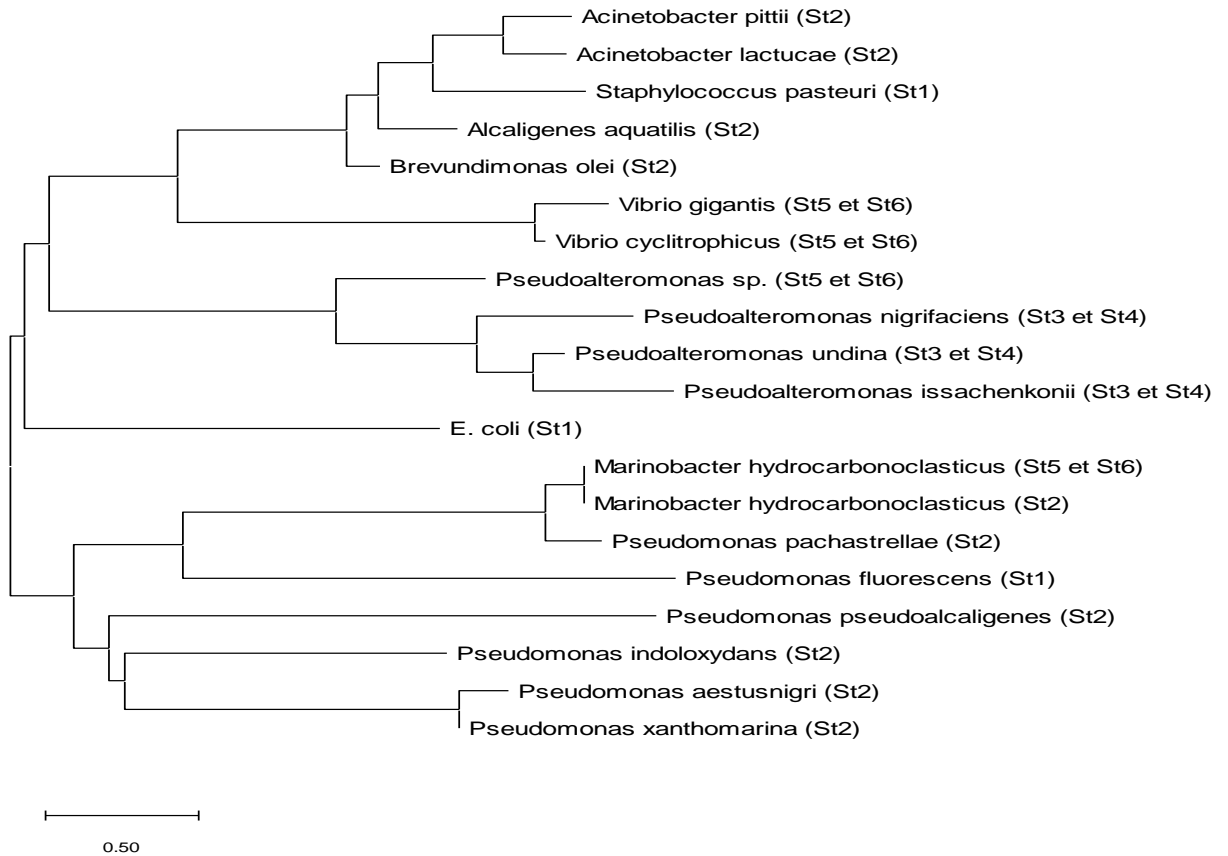 Acinetobacter pittii (St2)
Acinetobacter lactucae (St2)
Staphylococcus pasteuri (St1)
Alcaligenes aquatilis (St2)
Brevundimonas olei (St2)
Vibrio gigantis (St5 et St6)
Vibrio cyclitrophicus (St5 et St6)
Pseudoalteromonas sp. (St5 et St6)
Pseudoalteromonas nigrifaciens (St3 et St4)
Pseudoalteromonas undina (St3 et St4)
Pseudoalteromonas issachenkonii (St3 et St4)
E. coli (St1)
Marinobacter hydrocarbonoclasticus (St5 et St6)
Marinobacter hydrocarbonoclasticus (St2)
Pseudomonas pachastrellae (St2)
Pseudomonas fluorescens (St1)
Pseudomonas pseudoalcaligenes (St2)
Pseudomonas indoloxydans (St2)
Pseudomonas aestusnigri (St2)
Pseudomonas xanthomarina (St2)
0.50